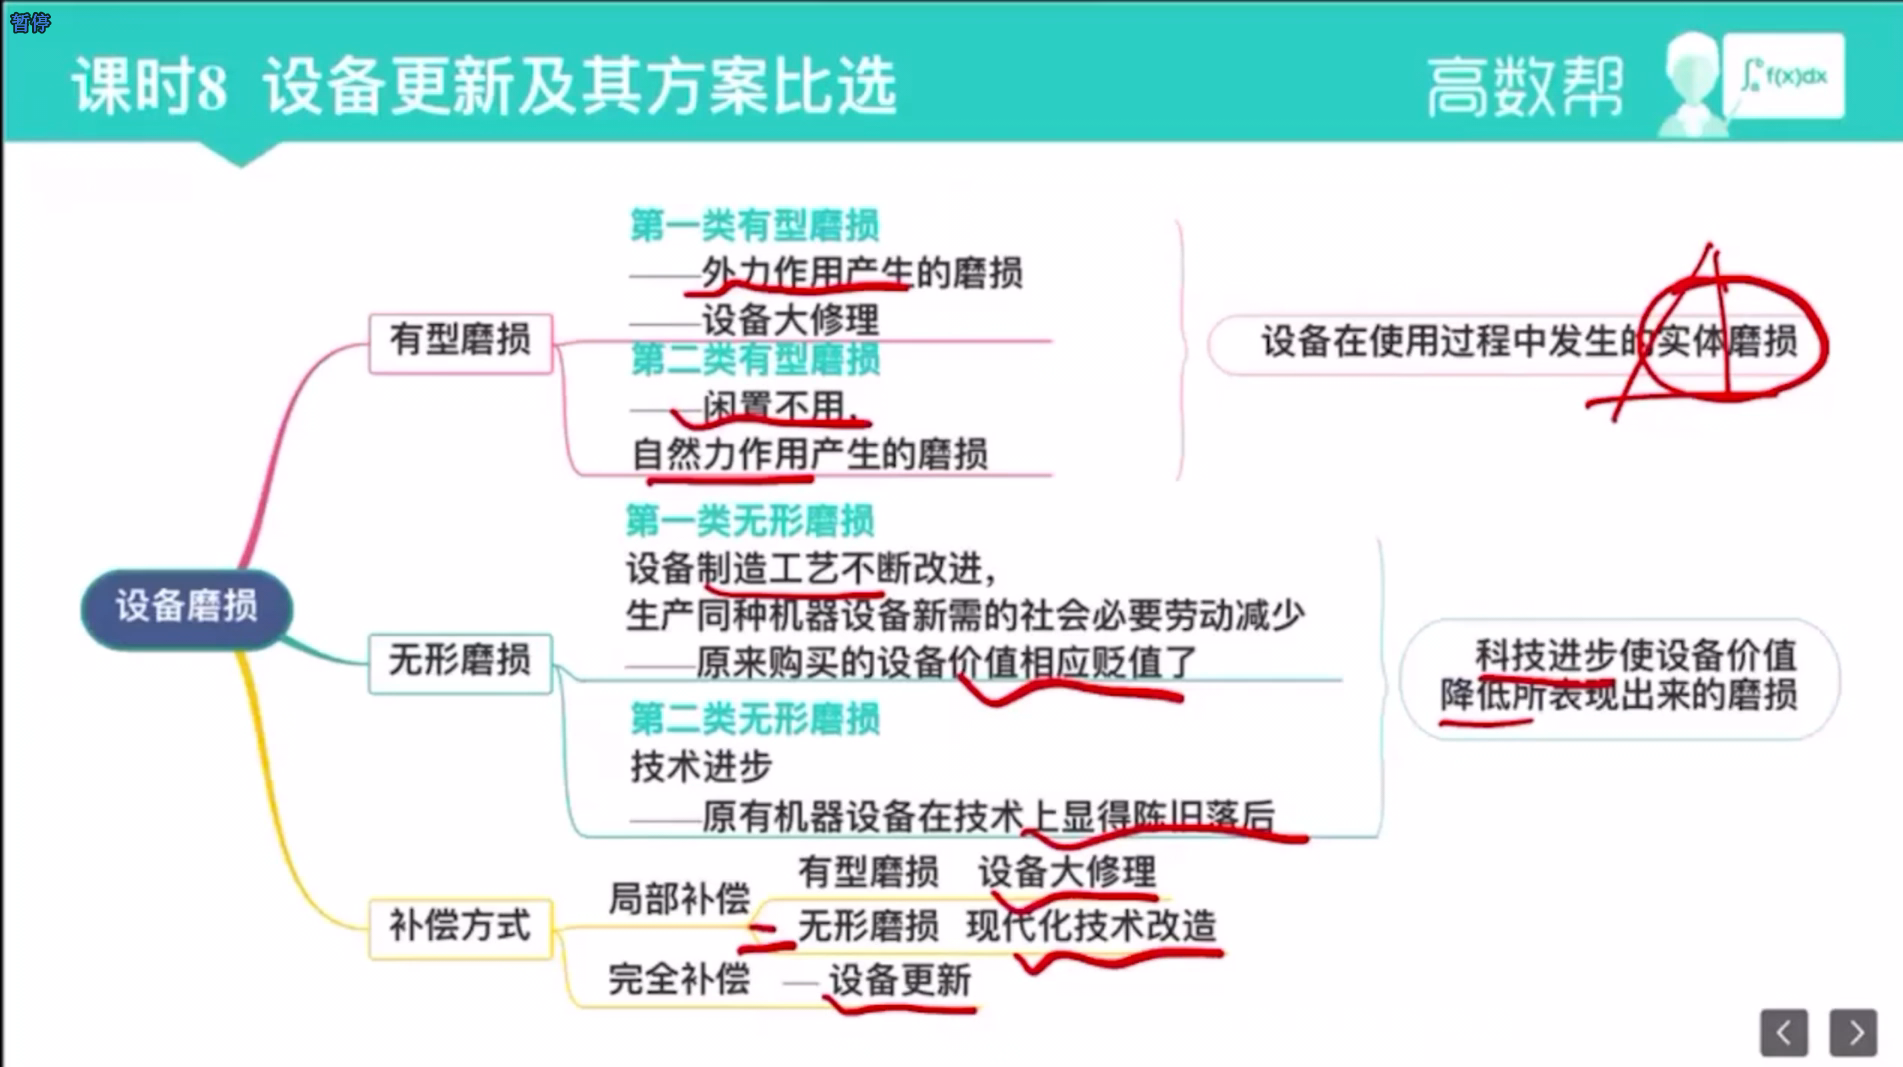 暂停
课时8 设备更新及其方案比选
高数帮
∫ₐᵇ f(x)dx
第一类有型磨损
——外力作用产生的磨损
——设备大修理
有型磨损
第二类有型磨损
——闲置不用,
自然力作用产生的磨损
设备在使用过程中发生的实体磨损
第一类无形磨损
设备制造工艺不断改进,
生产同种机器设备新需的社会必要劳动减少
——原来购买的设备价值相应贬值了
设备磨损
无形磨损
第二类无形磨损
技术进步
——原有机器设备在技术上显得陈旧落后
科技进步使设备价值
降低所表现出来的磨损
补偿方式
局部补偿
有型磨损 设备大修理
无形磨损 现代化技术改造
完全补偿 — 设备更新